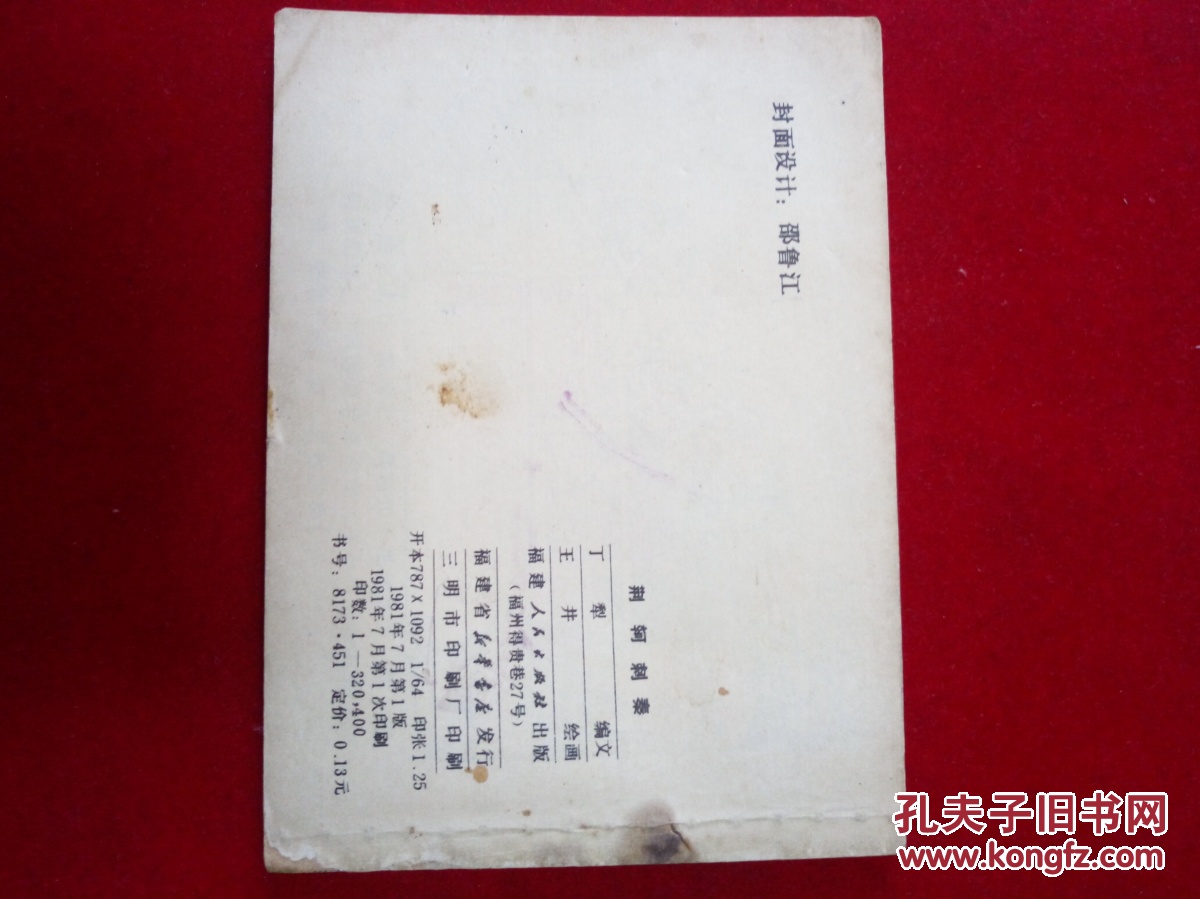 封面设计：邵鲁江
荆轲刺秦
丁犁 编文
王井 绘画
福建人民出版社 出版
(福州得贵巷27号)
福建省新华书店 发行
三明市印刷厂印刷
开本787×1092 1/64 印张1.25
1981年7月第1版
1981年7月第1次印刷
印数：1—320,400
书号：8173·451 定价：0.13元
孔夫子旧书网
www.kongfz.com